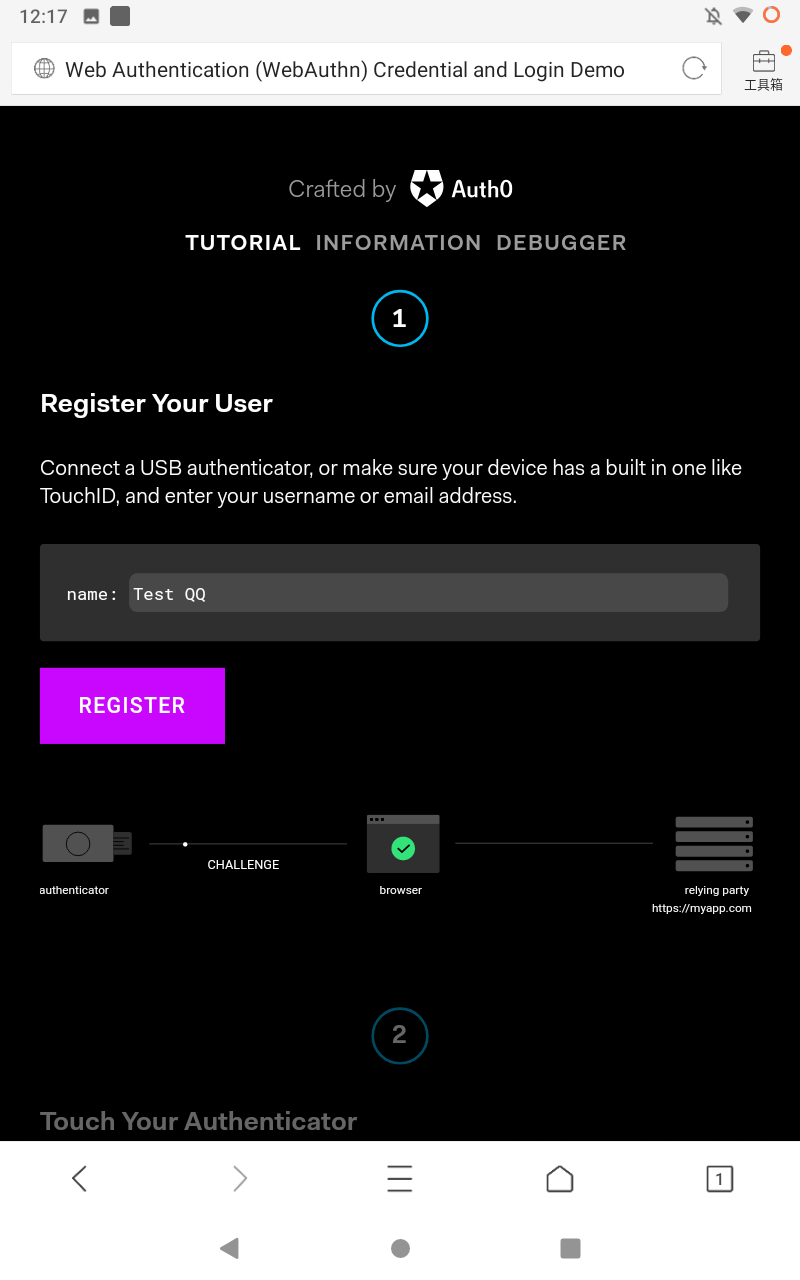 12:17
Web Authentication (WebAuthn) Credential and Login Demo
工具箱
Crafted by Auth0
TUTORIAL INFORMATION DEBUGGER
1
Register Your User
Connect a USB authenticator, or make sure your device has a built in one like
TouchID, and enter your username or email address.
name: Test QQ
REGISTER
CHALLENGE
authenticator
browser
relying party
https://myapp.com
2
Touch Your Authenticator
1